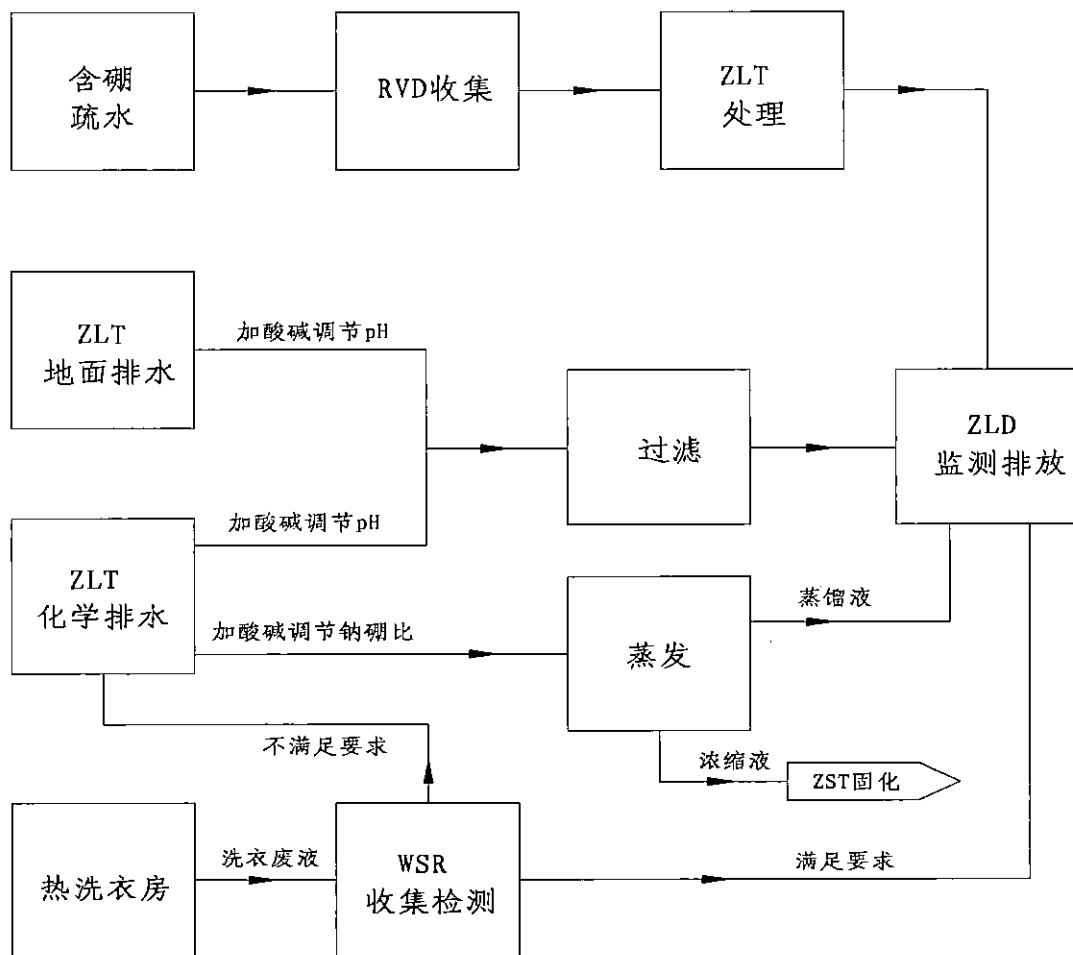 含硼
疏水
RVD收集
ZLT
处理
ZLT
地面排水
加酸碱调节pH
过滤
ZLD
监测排放
加酸碱调节pH
ZLT
化学排水
加酸碱调节钠硼比
蒸发
蒸馏液
不满足要求
浓缩液
ZST固化
热洗衣房
洗衣废液
WSR
收集检测
满足要求